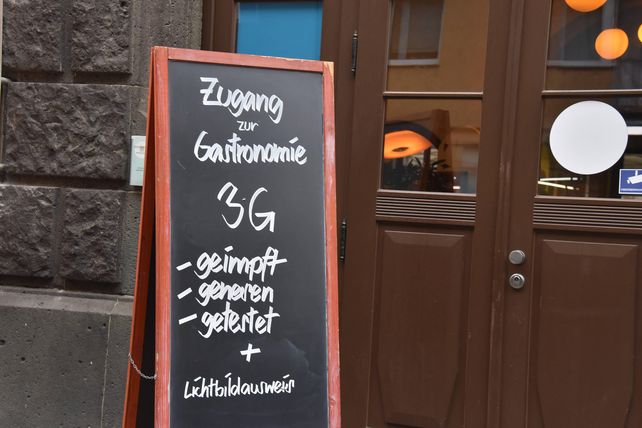 Zugang
zur
Gastronomie
3G
- geimpft
- genesen
- getestet
+
Lichtbildausweis